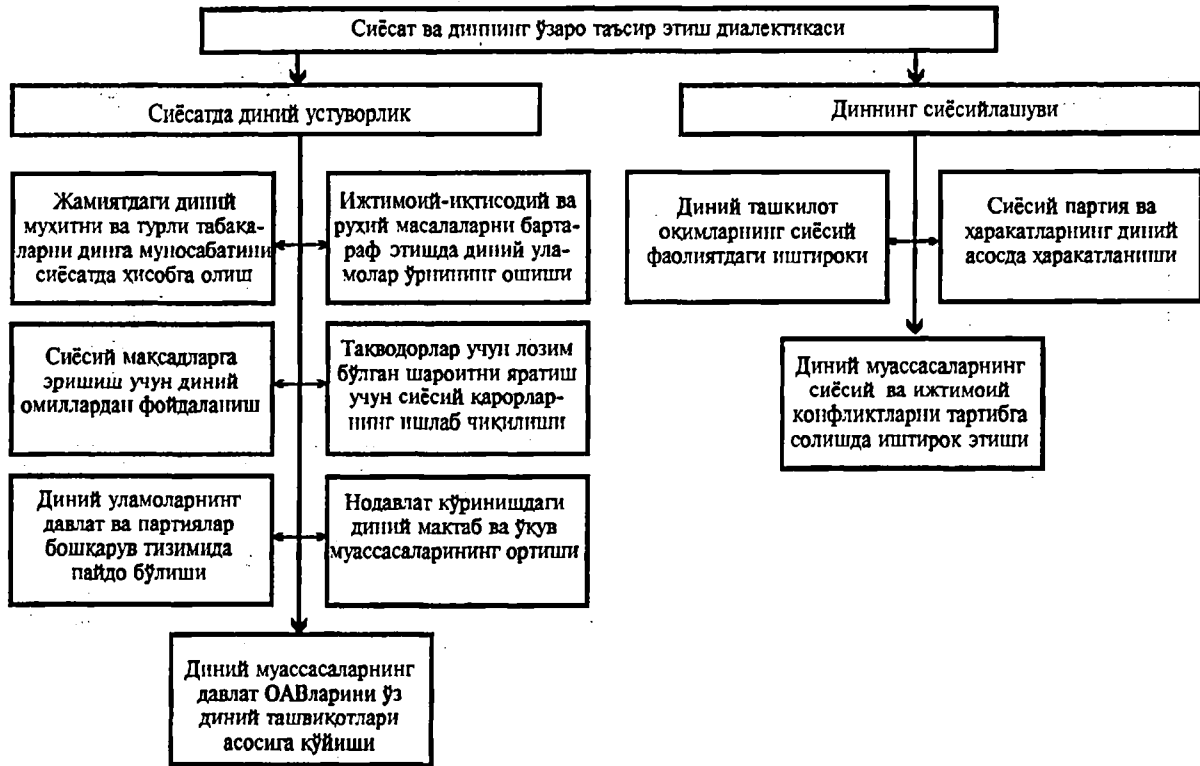 Сиёсат ва диннинг ўзаро таъсир этиш диалектикаси
Сиёсатда диний устуворлик
Жамиятдаги диний
муҳитни ва турли табақа-
ларни динга муносабатини
сиёсатда ҳисобга олиш
Ижтимоий-иқтисодий ва
руҳий масалаларни барта-
раф этишда диний ула-
молар ўрнининг ошиши
Сиёсий мақсадларга
эришиш учун диний
омиллардан фойдаланиш
Тақводорлар учун лозим
бўлган шароитни яратиш
учун сиёсий қарорлар-
нинг ишлаб чиқилиши
Диний уламоларнинг
давлат ва партиялар
бошқарув тизимида
пайдо бўлиши
Нодавлат кўринишдаги
диний мактаб ва ўқув
муассасаларининг ортиши
Диний муассасаларнинг
давлат ОАВларини ўз
диний ташвиқотлари
асосига қўйиши
Диннинг сиёсийлашуви
Диний ташкилот
оқимларнинг сиёсий
фаолиятдаги иштироки
Сиёсий партия ва
ҳаракатларнинг диний
асосда ҳаракатланиши
Диний муассасаларнинг
сиёсий ва ижтимоий
конфликтларни тартибга
солишда иштирок этиши